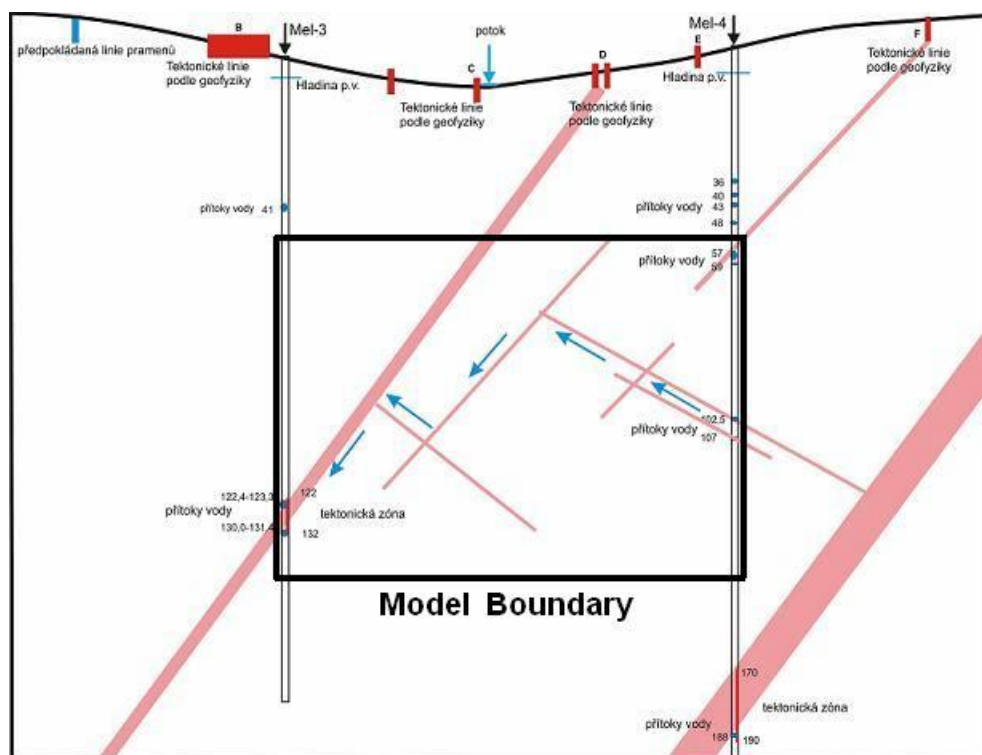 B
Mel-3
potok
Mel-4
E
F
předpokládaná linie pramenů
Tektonické linie
podle geofyziky
Hladina p.v.
C
Tektonické linie
podle geofyziky
D
Tektonické linie
podle geofyziky
Hladina p.v.
Tektonické linie
podle geofyziky
přítoky vody 41
36
40
přítoky vody 43
48
57
přítoky vody
59
102,5
přítoky vody
107
122,4-123,3 122
přítoky vody tektonická zóna
130,0-131,4 132
Model Boundary
170
tektonická zóna
přítoky vody
188 190